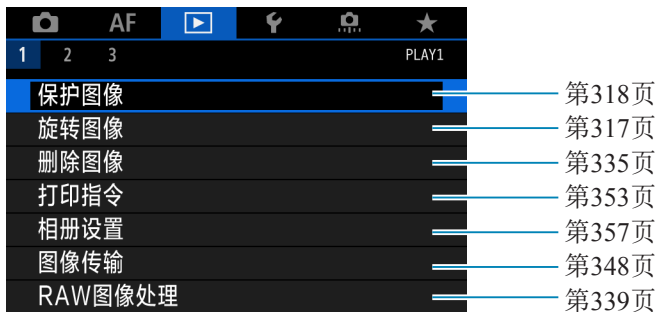 AF
1 2 3 PLAY1
保护图像 第318页
旋转图像 第317页
删除图像 第335页
打印指令 第353页
相册设置 第357页
图像传输 第348页
RAW图像处理 第339页